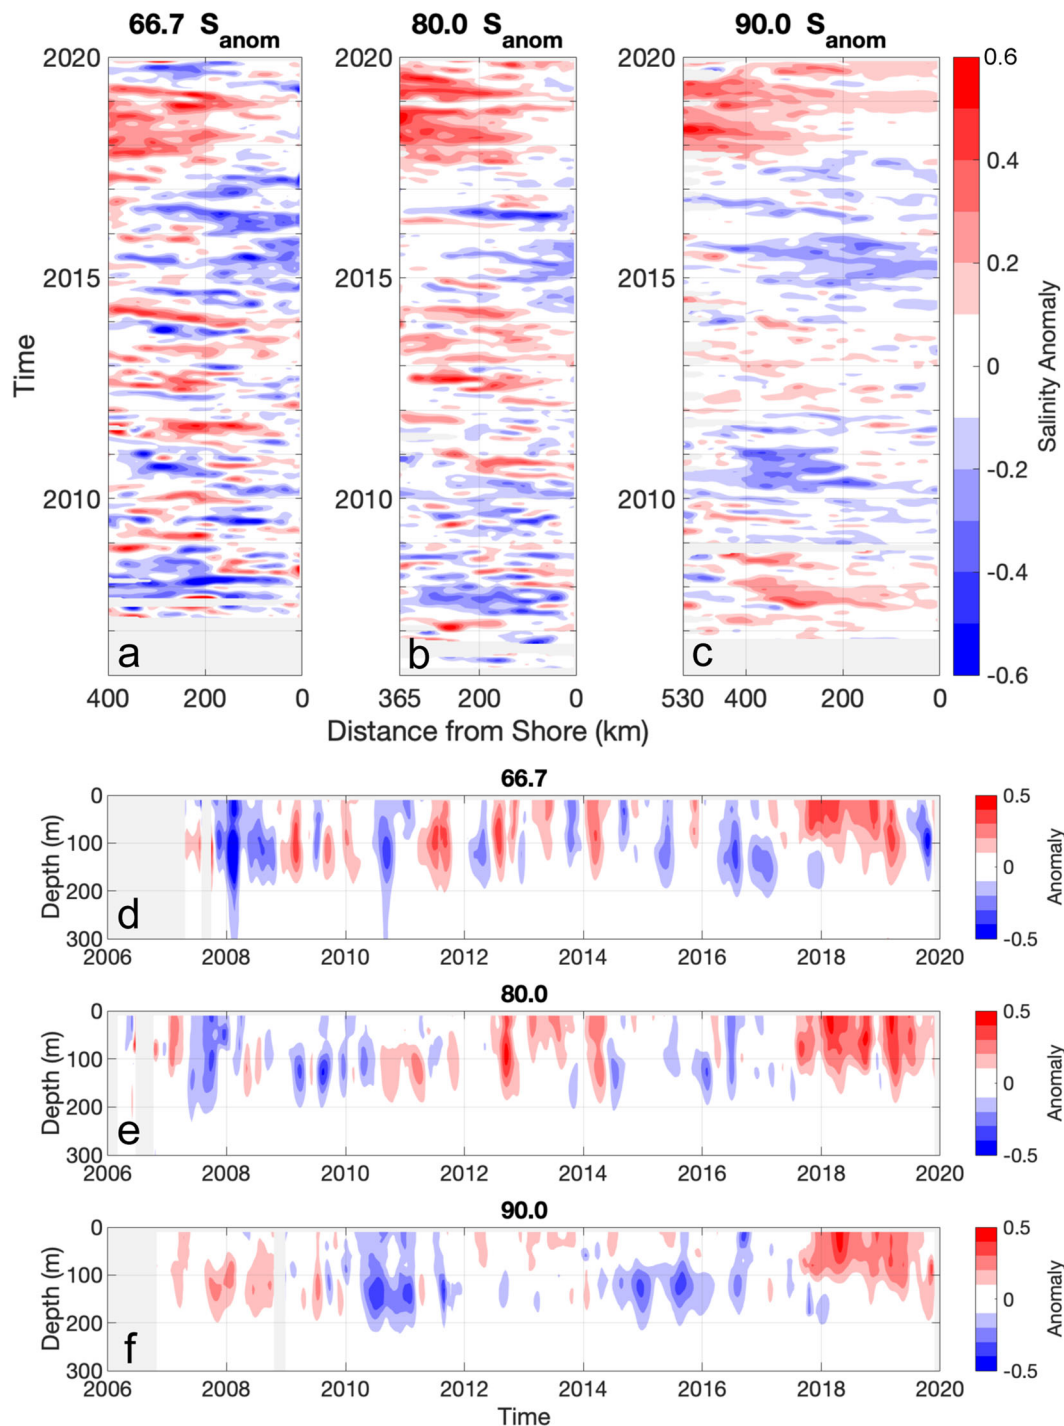 66.7 Sanom 80.0 Sanom 90.0 Sanom
2020 2020 2020 0.6
0.4
0.2
2015 2015 2015
Time 0 Salinity Anomaly
-0.2
2010 2010 2010
-0.4
a b c -0.6
400 200 0 365 200 0 530 400 200 0
Distance from Shore (km)
66.7
0 0.5
100
Depth (m) 0 Anomaly
200
d
300 -0.5
2006 2008 2010 2012 2014 2016 2018 2020
80.0
0 0.5
100
Depth (m) 0 Anomaly
200
e
300 -0.5
2006 2008 2010 2012 2014 2016 2018 2020
90.0
0 0.5
100
Depth (m) 0 Anomaly
200
f
300 -0.5
2006 2008 2010 2012 2014 2016 2018 2020
Time